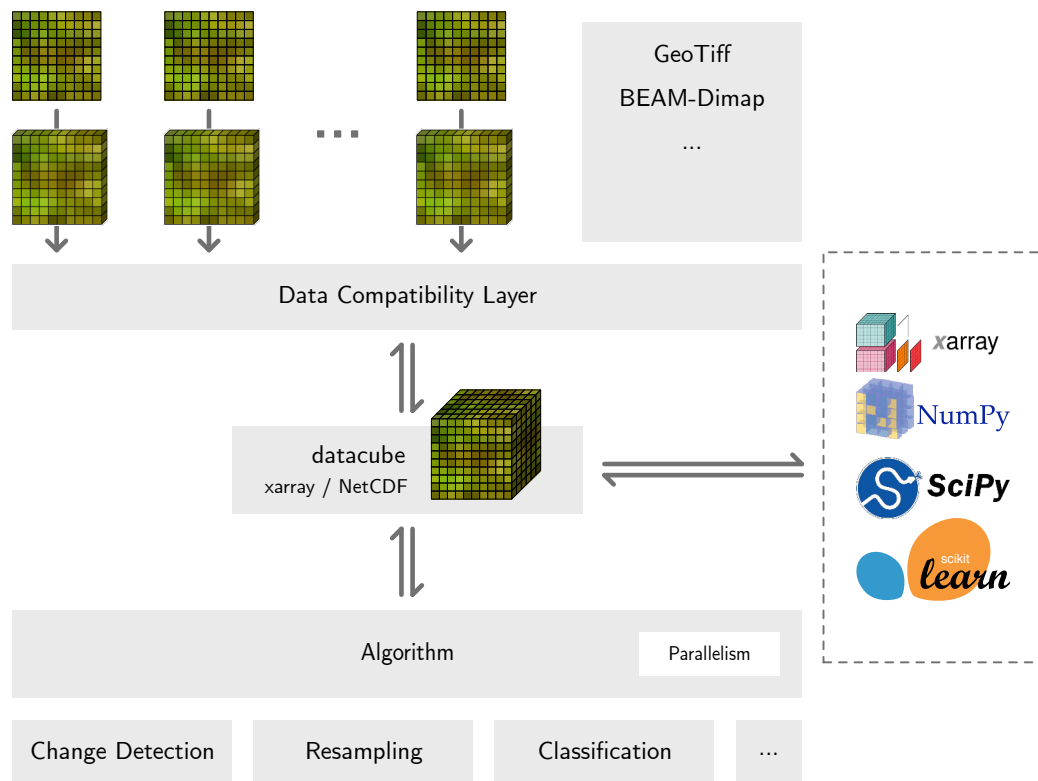 GeoTiff
BEAM-Dimap
...
Data Compatibility Layer
xarray
NumPy
datacube
xarray / NetCDF
SciPy
scikit
learn
Algorithm
Parallelism
Change Detection
Resampling
Classification
...